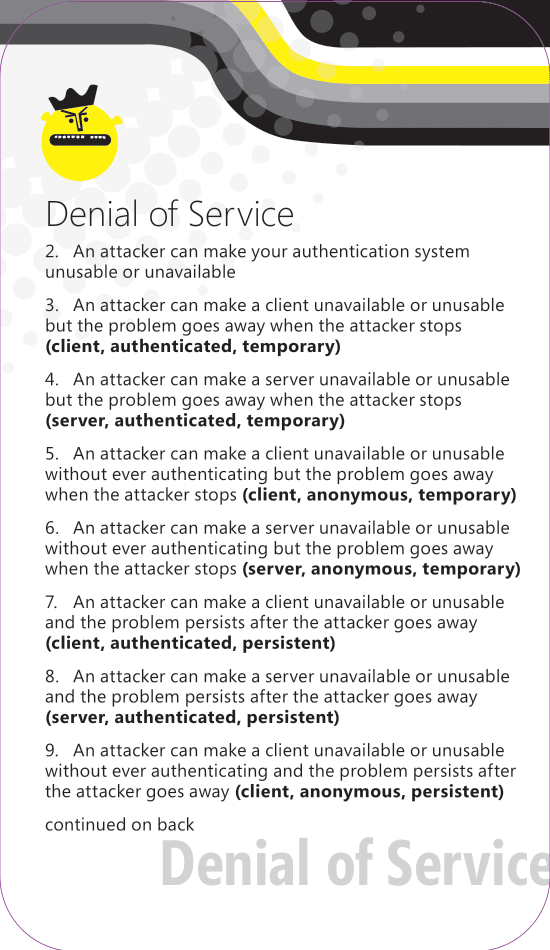 Denial of Service
2. An attacker can make your authentication system
unusable or unavailable
3. An attacker can make a client unavailable or unusable
but the problem goes away when the attacker stops
(client, authenticated, temporary)
4. An attacker can make a server unavailable or unusable
but the problem goes away when the attacker stops
(server, authenticated, temporary)
5. An attacker can make a client unavailable or unusable
without ever authenticating but the problem goes away
when the attacker stops (client, anonymous, temporary)
6. An attacker can make a server unavailable or unusable
without ever authenticating but the problem goes away
when the attacker stops (server, anonymous, temporary)
7. An attacker can make a client unavailable or unusable
and the problem persists after the attacker goes away
(client, authenticated, persistent)
8. An attacker can make a server unavailable or unusable
and the problem persists after the attacker goes away
(server, authenticated, persistent)
9. An attacker can make a client unavailable or unusable
without ever authenticating and the problem persists after
the attacker goes away (client, anonymous, persistent)
continued on back
Denial of Service